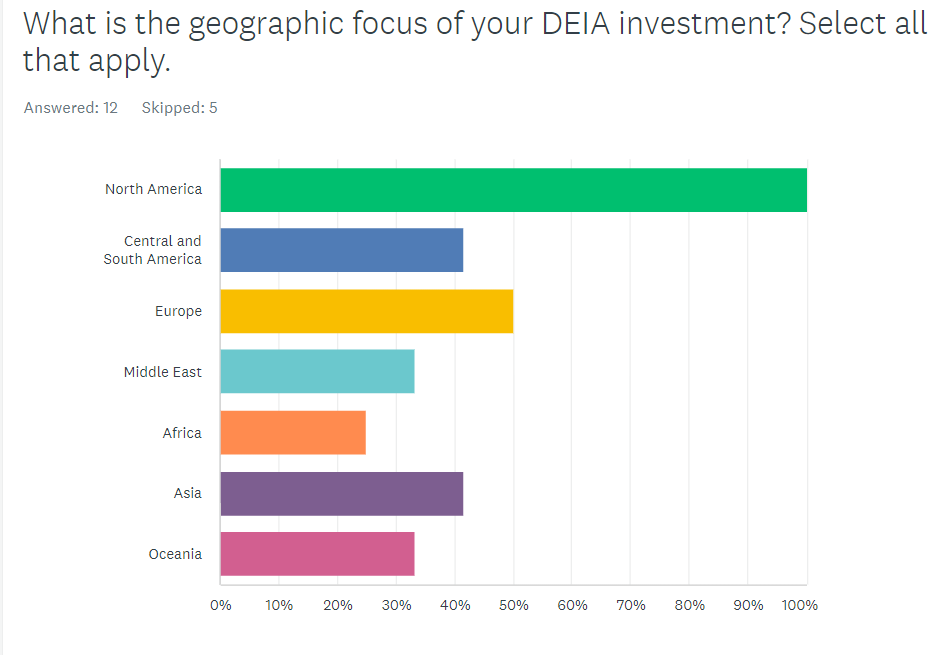 What is the geographic focus of your DEIA investment? Select all
that apply.
Answered: 12 Skipped: 5
North America
Central and
South America
Europe
Middle East
Africa
Asia
Oceania
0% 10% 20% 30% 40% 50% 60% 70% 80% 90% 100%